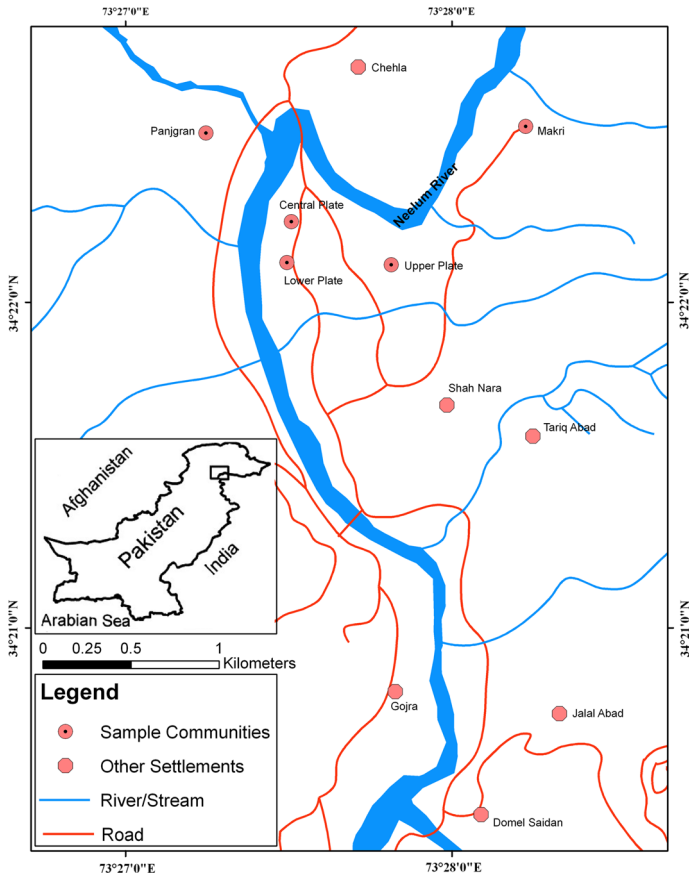 73°27'0"E
73°28'0"E
Chehla
Panjgran
Makri
Neelum River
Central Plate
Lower Plate
Upper Plate
34°22'0"N
34°22'0"N
Shah Nara
Tariq Abad
Afghanistan
Pakistan
India
Arabian Sea
34°21'0"N
34°21'0"N
0 0.25 0.5 1
Kilometers
Legend
Sample Communities
Other Settlements
River/Stream
Road
Gojra
Jalal Abad
Domel Saidan
73°27'0"E
73°28'0"E